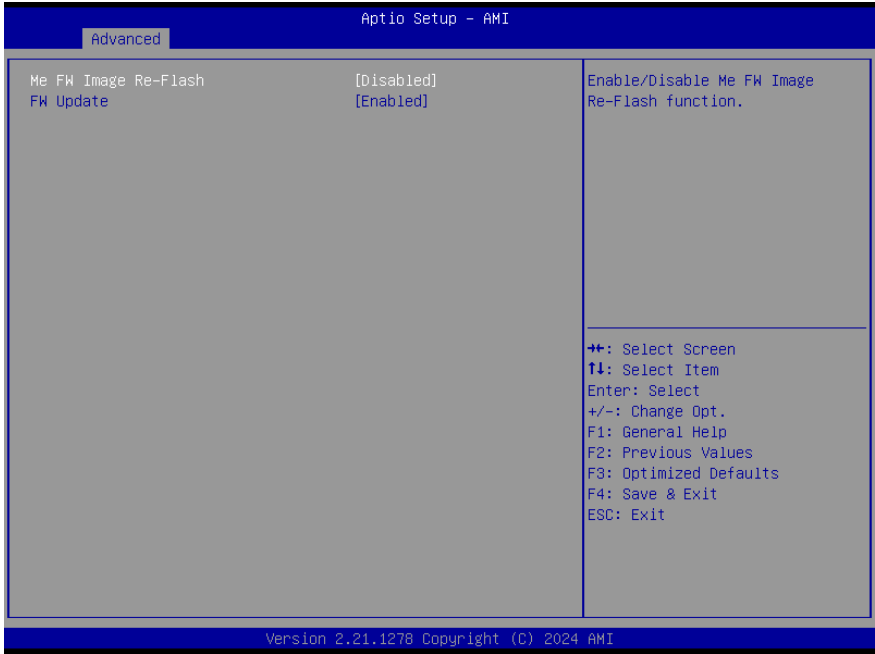 Aptio Setup – AMI
Advanced
Me FW Image Re–Flash [Disabled]
FW Update [Enabled]
Enable/Disable Me FW Image
Re–Flash function.
→←: Select Screen
↑↓: Select Item
Enter: Select
+/–: Change Opt.
F1: General Help
F2: Previous Values
F3: Optimized Defaults
F4: Save & Exit
ESC: Exit
Version 2.21.1278 Copyright (C) 2024 AMI